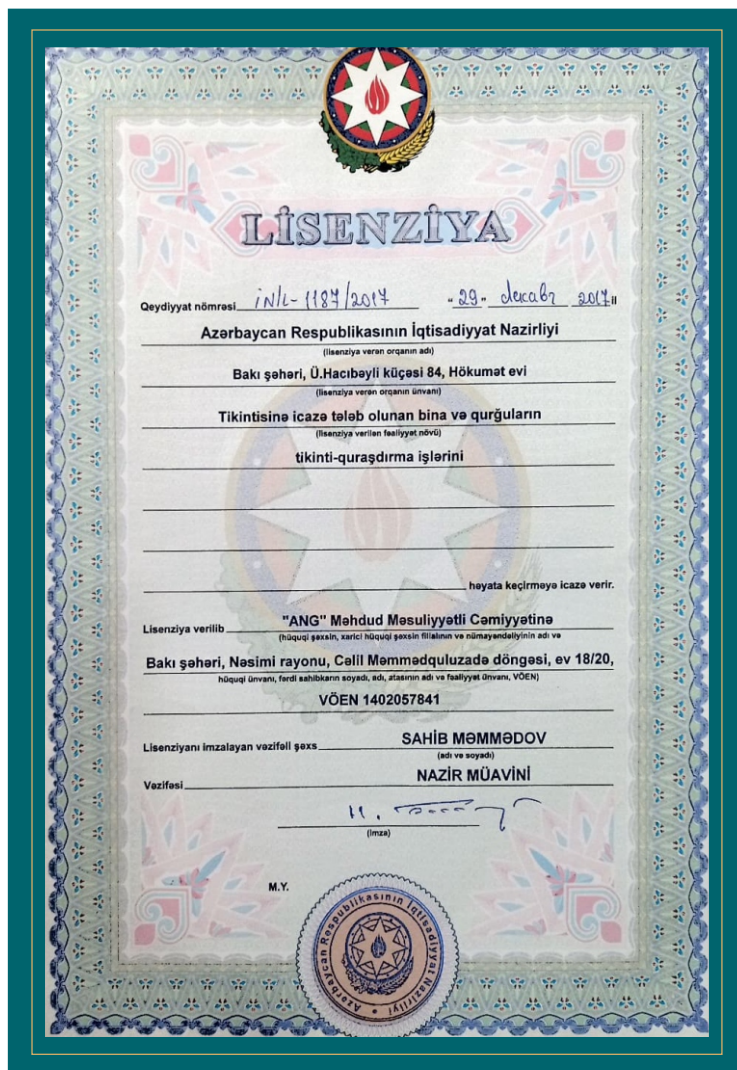 LİSENZİYA
Qeydiyyat nömrəsi İN/L-1187/2017 "29" dekabr 2017 il
Azərbaycan Respublikasının İqtisadiyyat Nazirliyi
(lisenziya verən orqanın adı)
Bakı şəhəri, Ü.Hacıbəyli küçəsi 84, Hökumət evi
(lisenziya verən orqanın ünvanı)
Tikintisinə icazə tələb olunan bina və qurğuların
(lisenziya verilən fəaliyyət növü)
tikinti-quraşdırma işlərini
həyata keçirməyə icazə verir.
Lisenziya verilib "ANG" Məhdud Məsuliyyətli Cəmiyyətinə
(hüquqi şəxsin, xarici hüquqi şəxsin filialının və nümayəndəliyinin adı və
Bakı şəhəri, Nəsimi rayonu, Cəlil Məmmədquluzadə döngəsi, ev 18/20,
hüquqi ünvanı, fərdi sahibkarın soyadı, adı, atasının adı və fəaliyyət ünvanı, VÖEN)
VÖEN 1402057841
Lisenziyanı imzalayan vəzifəli şəxs SAHİB MƏMMƏDOV
(adı və soyadı)
Vəzifəsi NAZİR MÜAVİNİ
(imza)
M.Y.
Azərbaycan Respublikasının İqtisadiyyat Nazirliyi